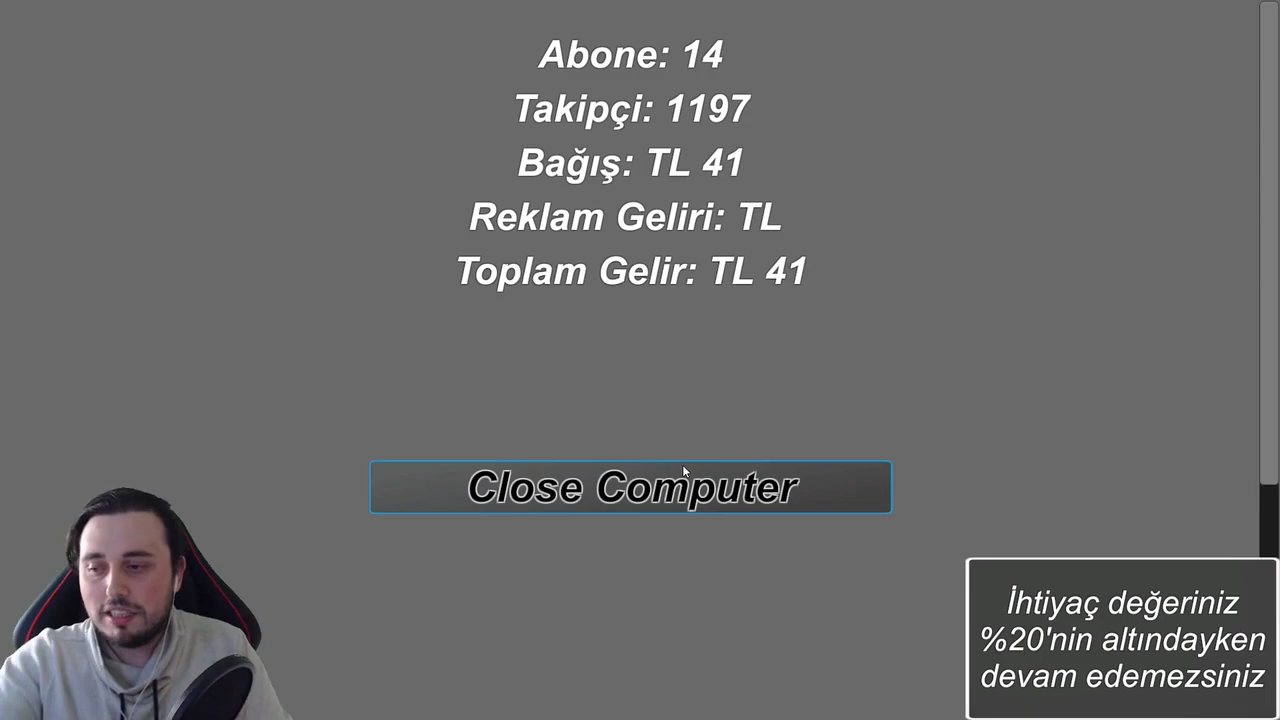 Abone: 14
Takipçi: 1197
Bağış: TL 41
Reklam Geliri: TL
Toplam Gelir: TL 41
Close Computer
İhtiyaç değeriniz
%20'nin altındayken
devam edemezsiniz